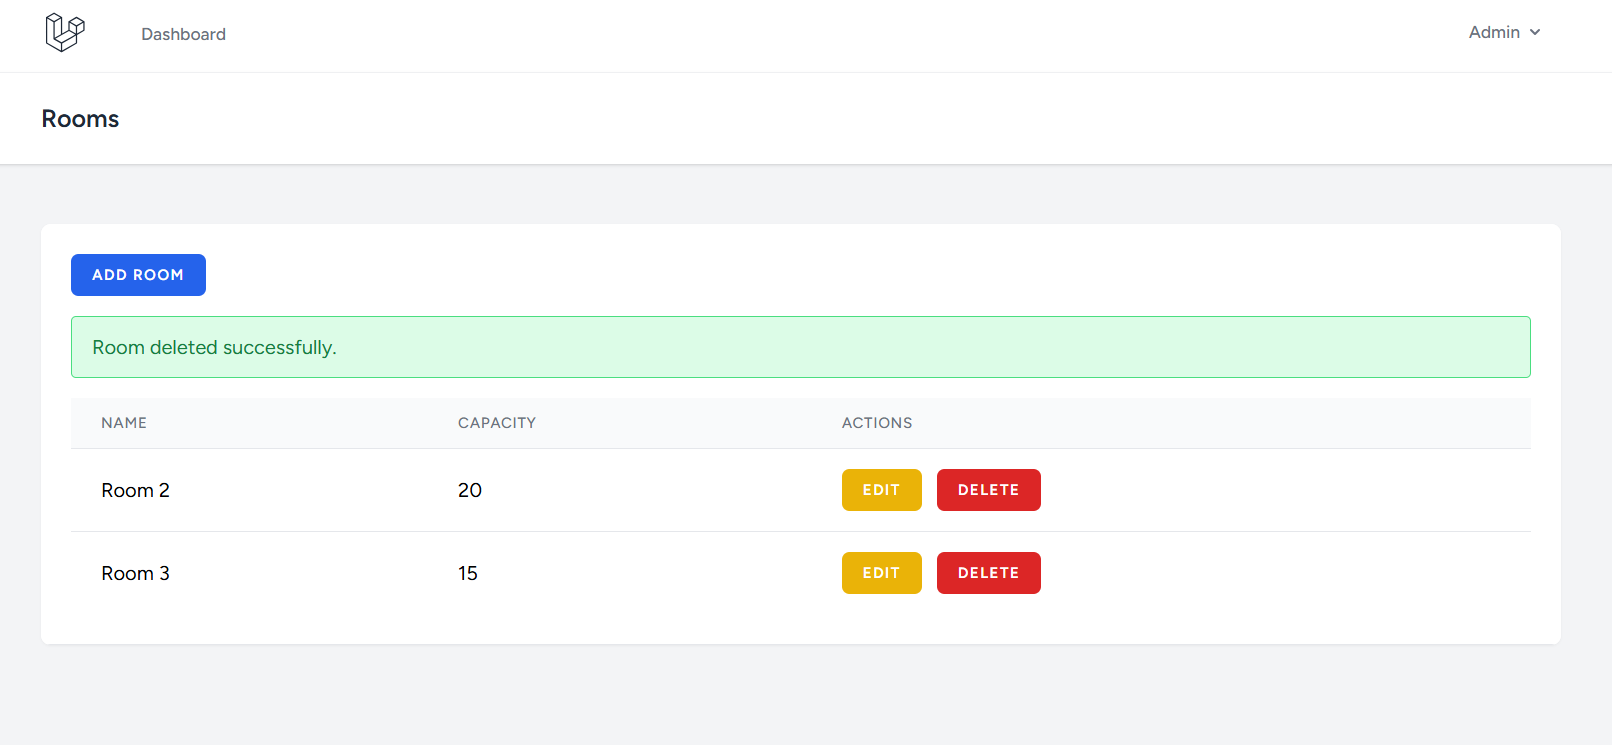 Dashboard
Admin
Rooms
ADD ROOM
Room deleted successfully.
NAME CAPACITY ACTIONS
Room 2 20 EDIT DELETE
Room 3 15 EDIT DELETE